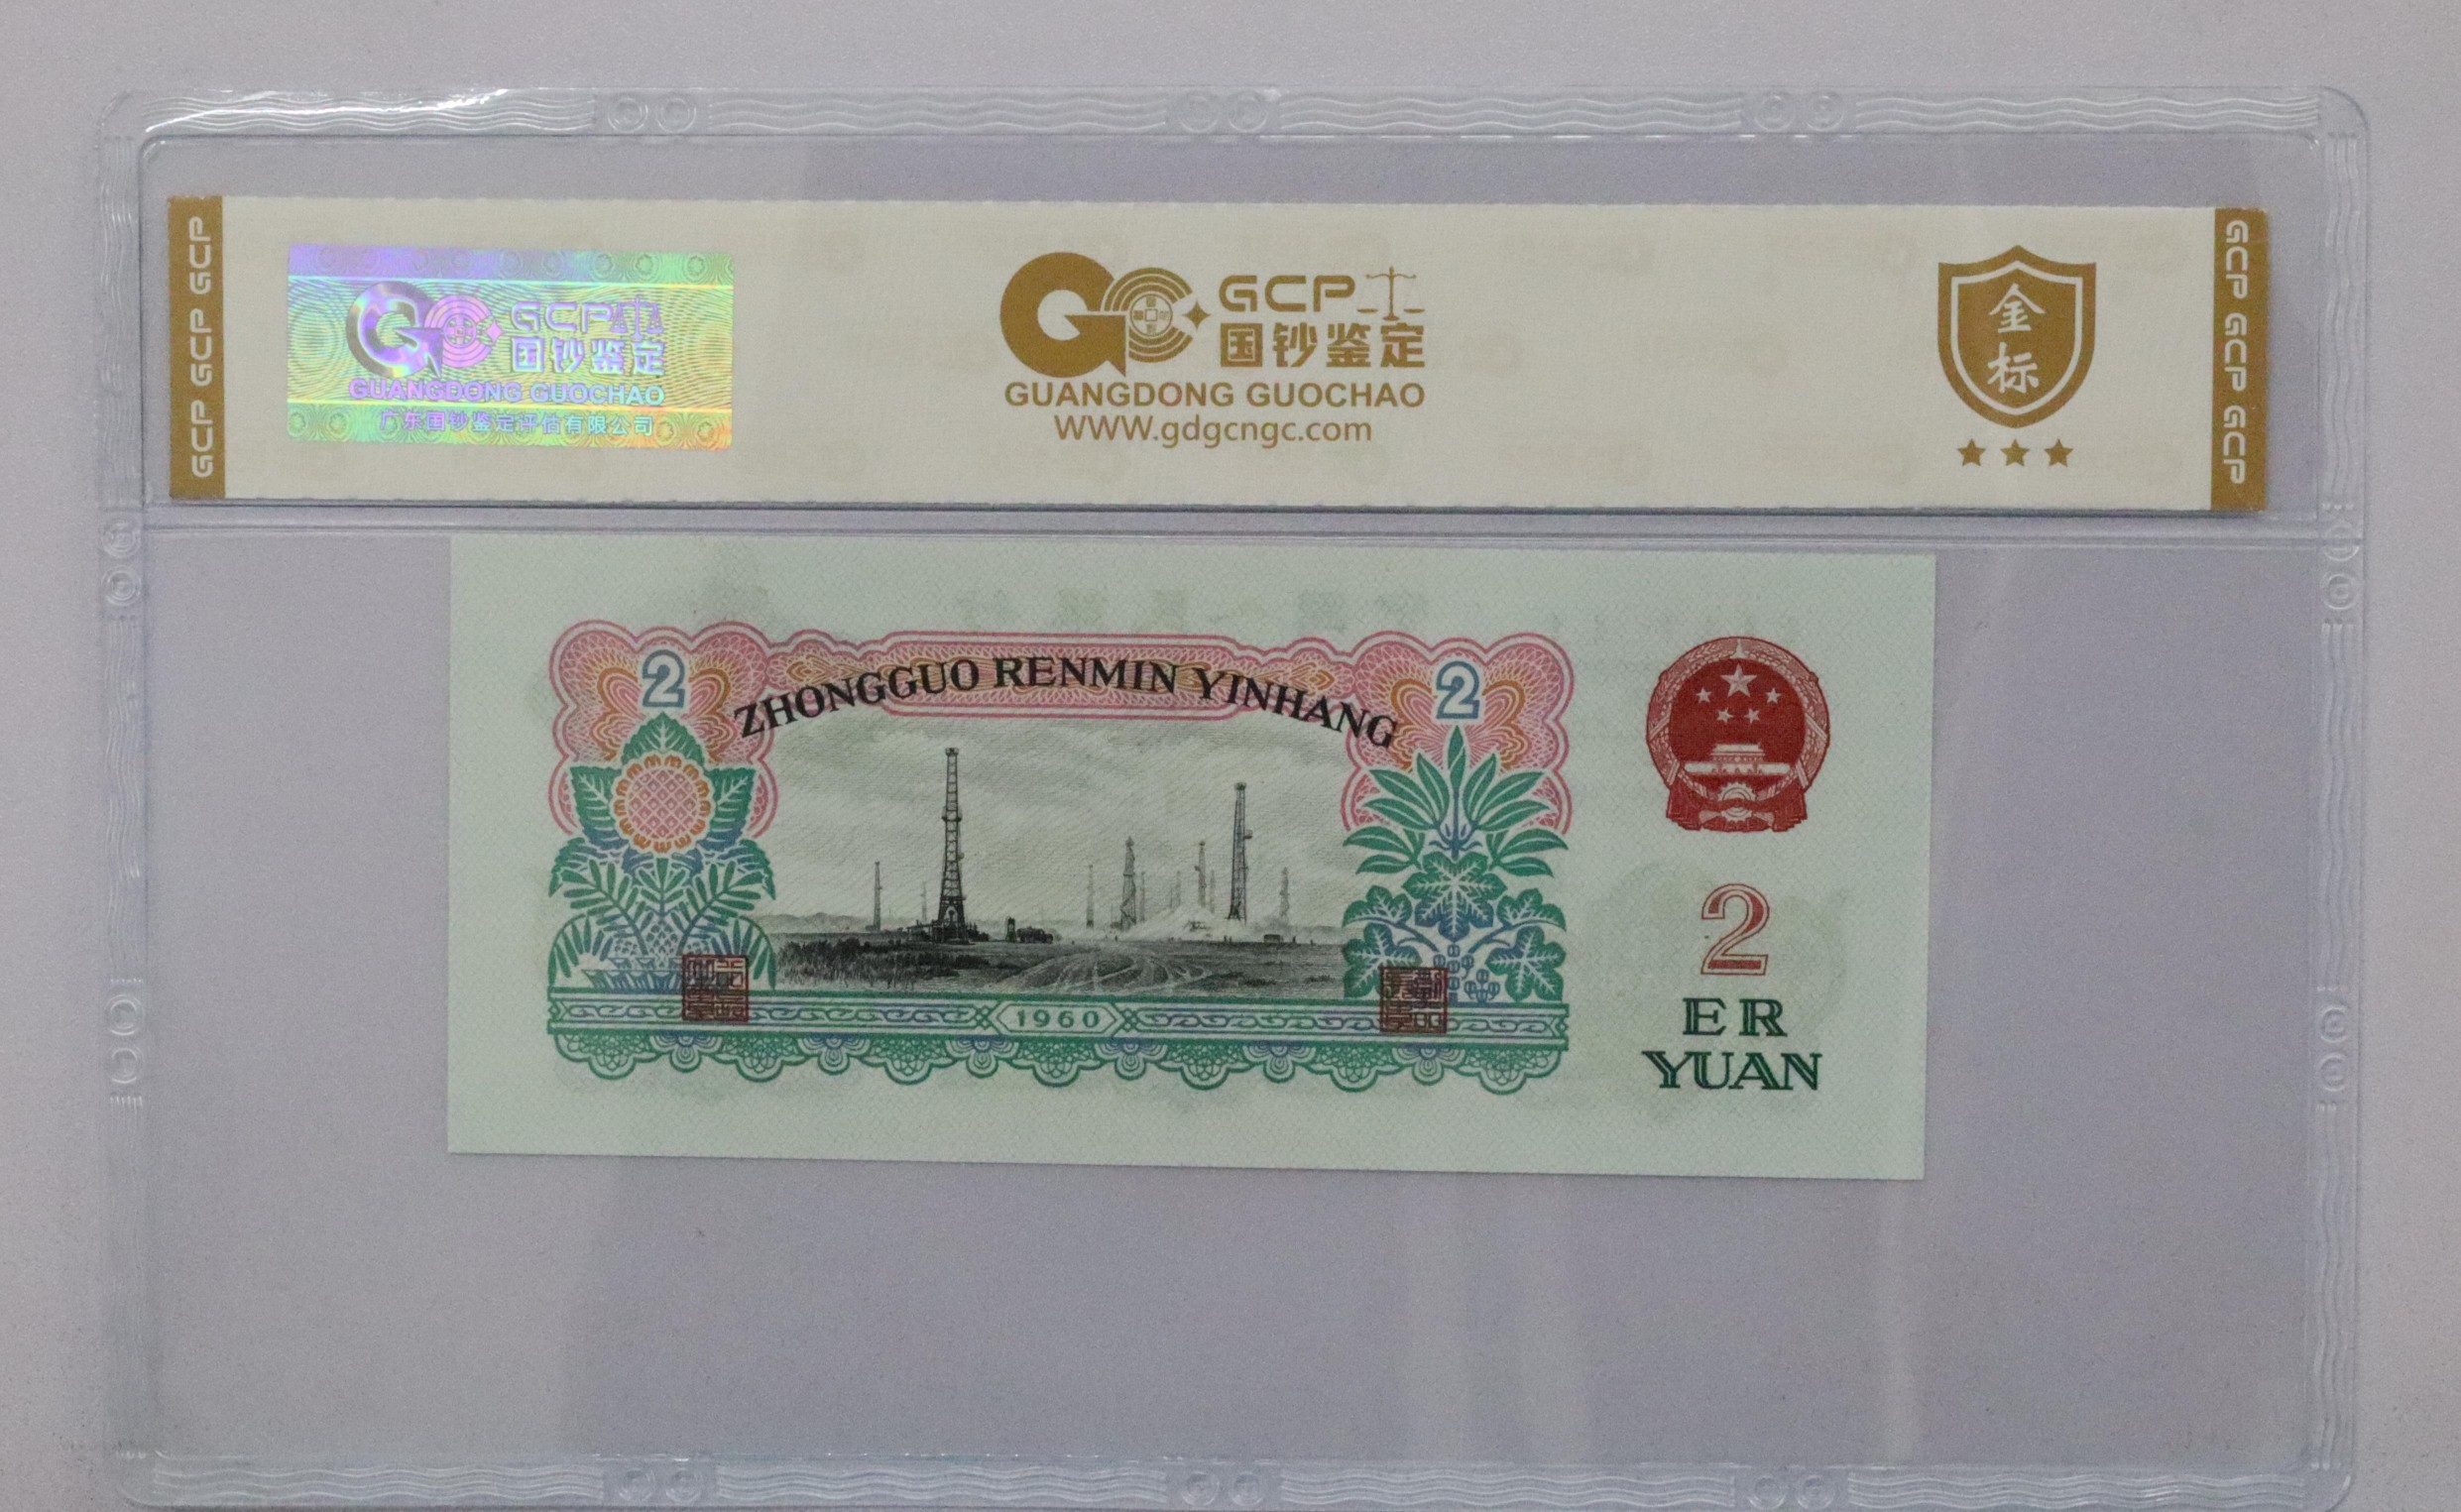 GCP GCP GCP
GCP
国钞鉴定
GUANGDONG GUOCHAO
广东国钞鉴定评估有限公司
GCP
国钞鉴定
GUANGDONG GUOCHAO
www.gdgcngc.com
金
标
GCP GCP GCP
2
ZHONGGUO RENMIN YINHANG
2
1960
2
ER
YUAN